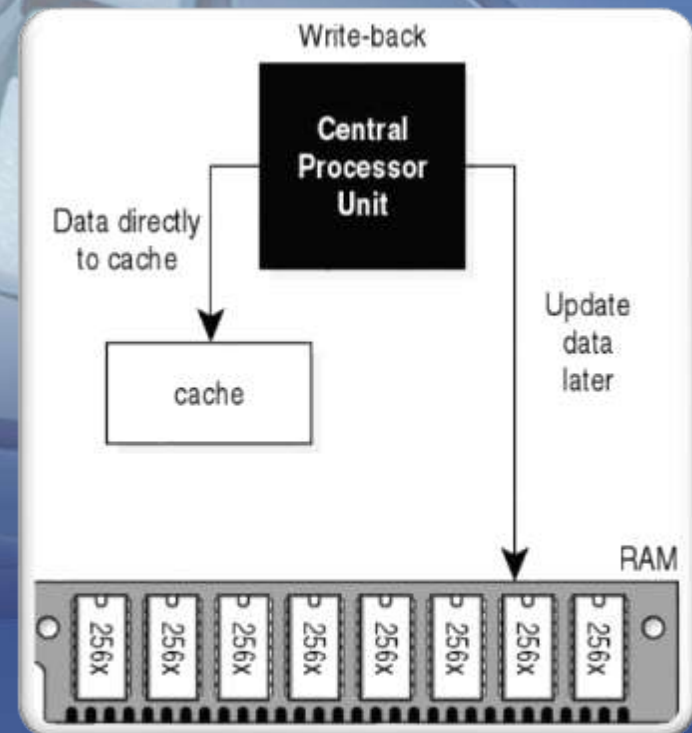 Write-back
Central
Processor
Unit
Data directly
to cache
Update
data
later
cache
RAM
256x
256x
256x
256x
256x
256x
256x
256x